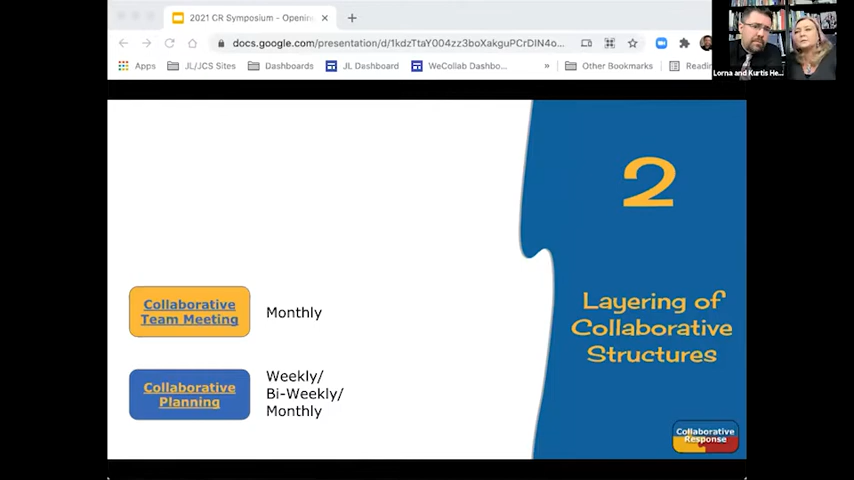 2021 CR Symposium - Openin
docs.google.com/presentation/d/1kdzTtaY004zz3boXakguPCrDIN4o...
Apps
JL/JCS Sites
Dashboards
JL Dashboard
WeCollab Dashbo...
»
Other Bookmarks
Readin
Lorna and Kurtis He...
2
Layering of
Collaborative
Structures
Collaborative
Team Meeting
Monthly
Collaborative
Planning
Weekly/
Bi-Weekly/
Monthly
Collaborative
Response